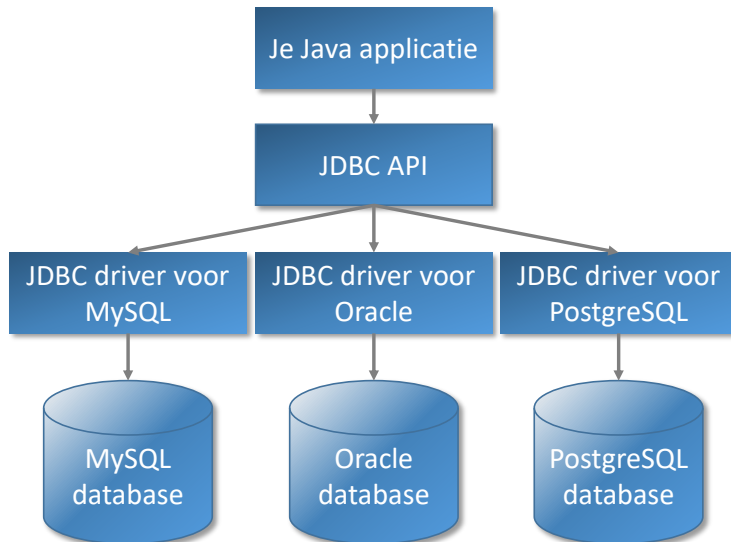 Je Java applicatie
JDBC API
JDBC driver voor
MySQL
JDBC driver voor
Oracle
JDBC driver voor
PostgreSQL
MySQL
database
Oracle
database
PostgreSQL
database